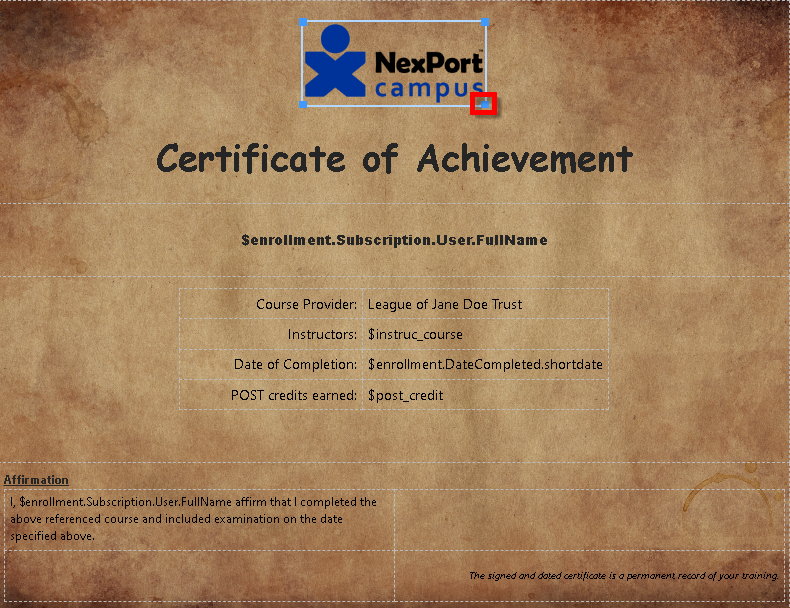 NexPort™
campus
Certificate of Achievement
$enrollment.Subscription.User.FullName
Course Provider: League of Jane Doe Trust
Instructors: $instruc_course
Date of Completion: $enrollment.DateCompleted.shortdate
POST credits earned: $post_credit
Affirmation
I, $enrollment.Subscription.User.FullName affirm that I completed the
above referenced course and included examination on the date
specified above.
The signed and dated certificate is a permanent record of your training.